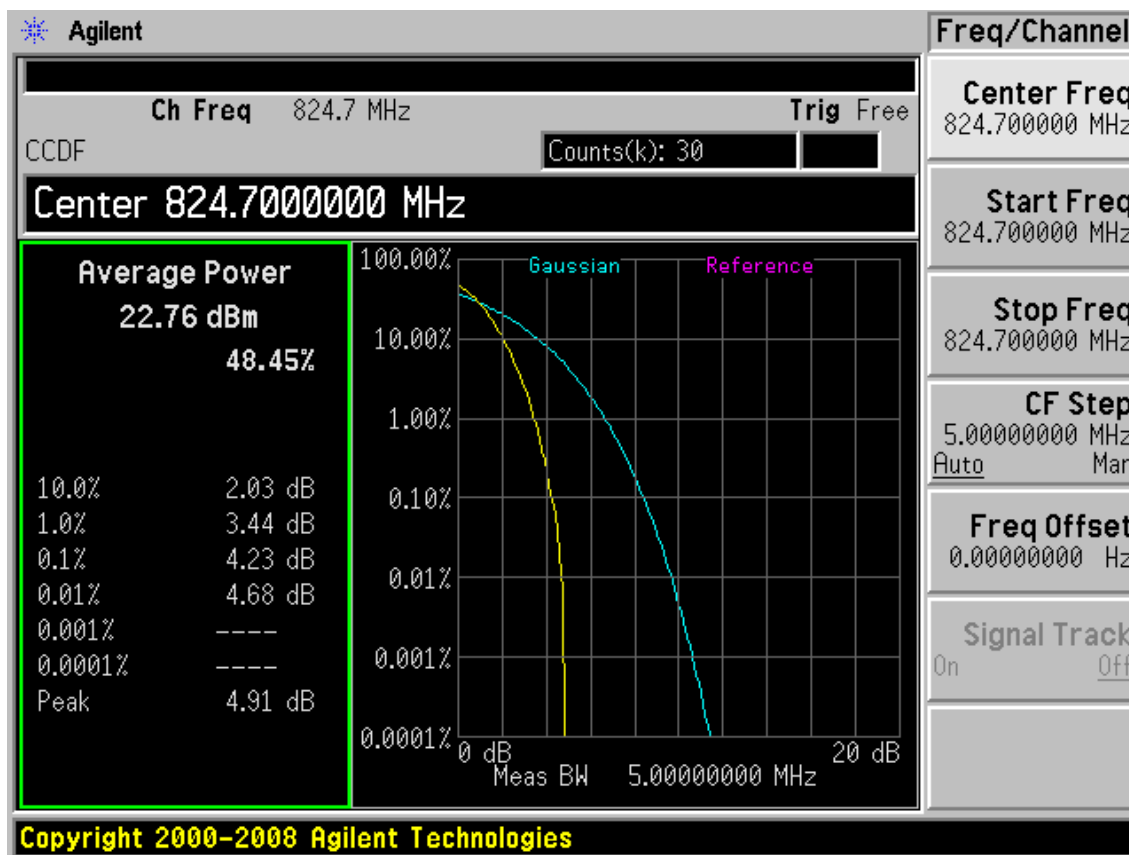 Agilent
Freq/Channel
Ch Freq 824.7 MHz Trig Free
CCDF Counts(k): 30
Center 824.7000000 MHz
Average Power
22.76 dBm
48.45%
10.0% 2.03 dB
1.0% 3.44 dB
0.1% 4.23 dB
0.01% 4.68 dB
0.001% ----
0.0001% ----
Peak 4.91 dB
Gaussian Reference
100.00%
10.00%
1.00%
0.10%
0.01%
0.001%
0.0001%
0 dB 20 dB
Meas BW 5.00000000 MHz
Center Freq
824.700000 MHz
Start Freq
824.700000 MHz
Stop Freq
824.700000 MHz
CF Step
5.00000000 MHz
Auto Man
Freq Offset
0.00000000 Hz
Signal Track
On Off
Copyright 2000-2008 Agilent Technologies